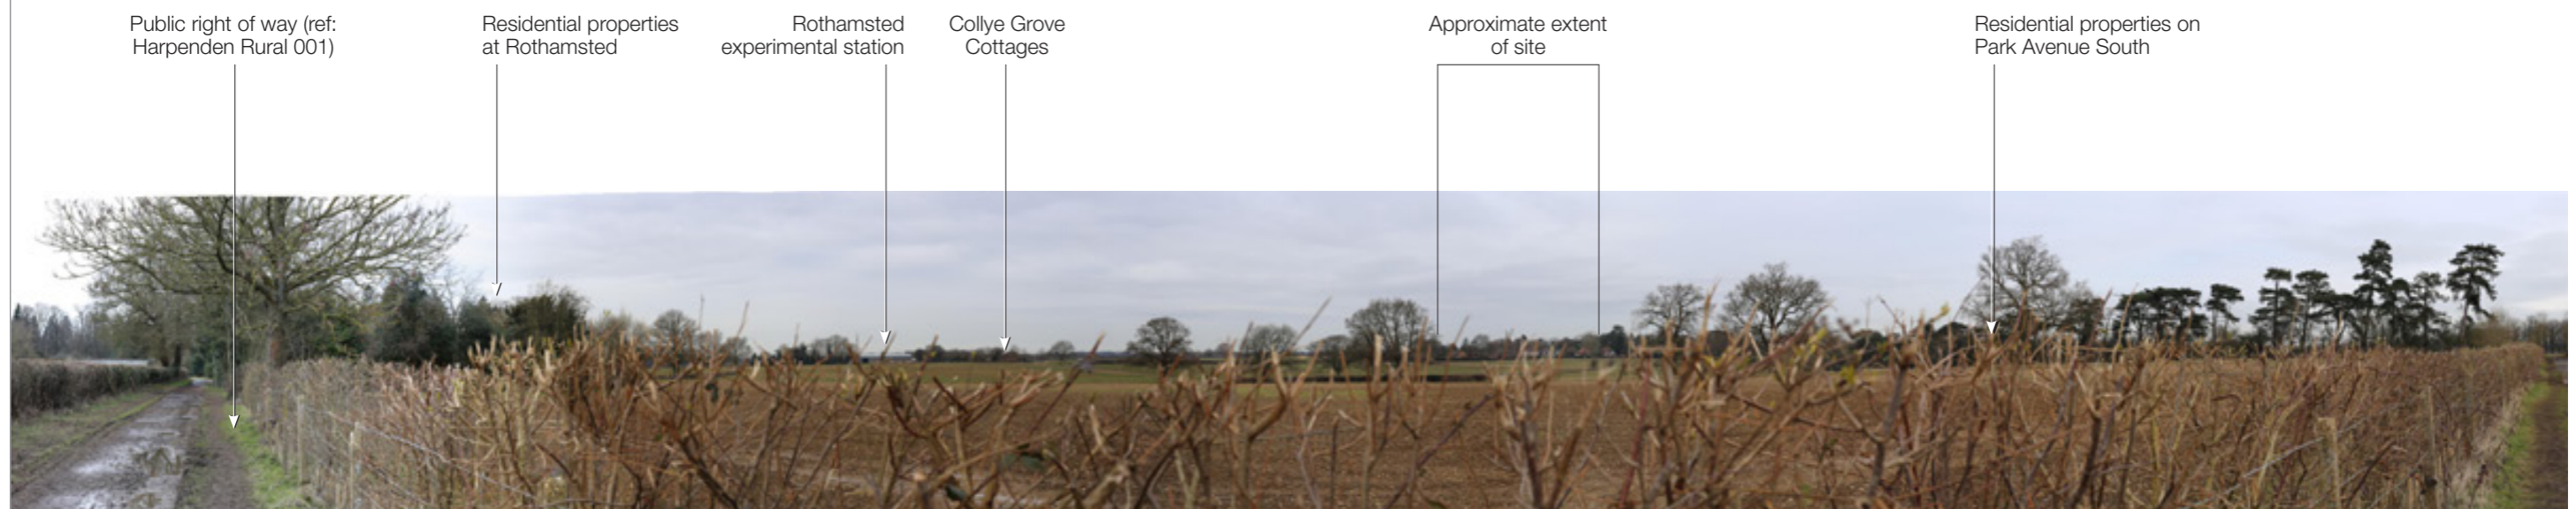 Public right of way (ref:
Harpenden Rural 001)
Residential properties
at Rothamsted
Rothamsted
experimental station
Collye Grove
Cottages
Approximate extent
of site
Residential properties on
Park Avenue South